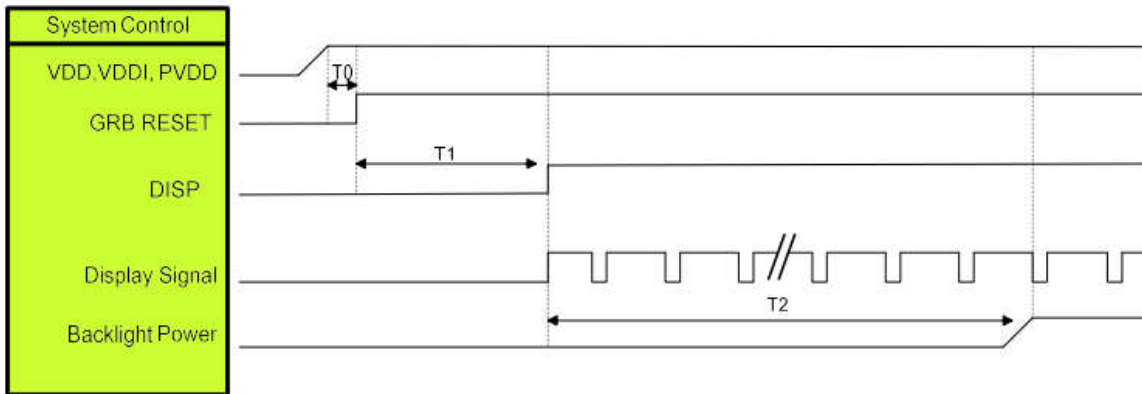 System Control
VDD.VDDI, PVDD
T0
GRB RESET
T1
DISP
Display Signal
T2
Backlight Power